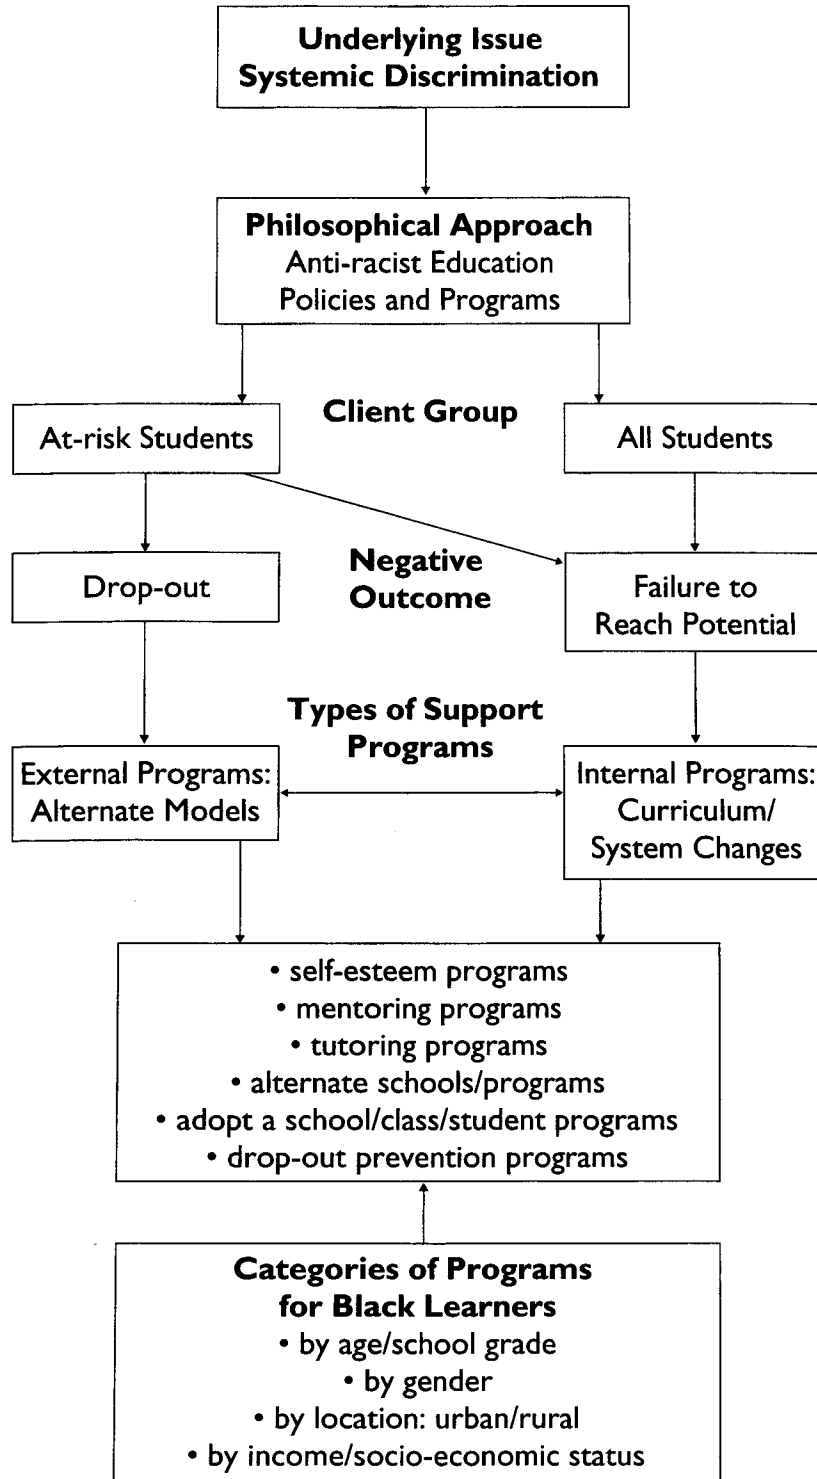 Underlying Issue
Systemic Discrimination
Philosophical Approach
Anti-racist Education
Policies and Programs
Client Group
At-risk Students
All Students
Negative
Outcome
Drop-out
Failure to
Reach Potential
Types of Support
Programs
External Programs:
Alternate Models
Internal Programs:
Curriculum/
System Changes
• self-esteem programs
• mentoring programs
• tutoring programs
• alternate schools/programs
• adopt a school/class/student programs
• drop-out prevention programs
Categories of Programs
for Black Learners
• by age/school grade
• by gender
• by location: urban/rural
• by income/socio-economic status